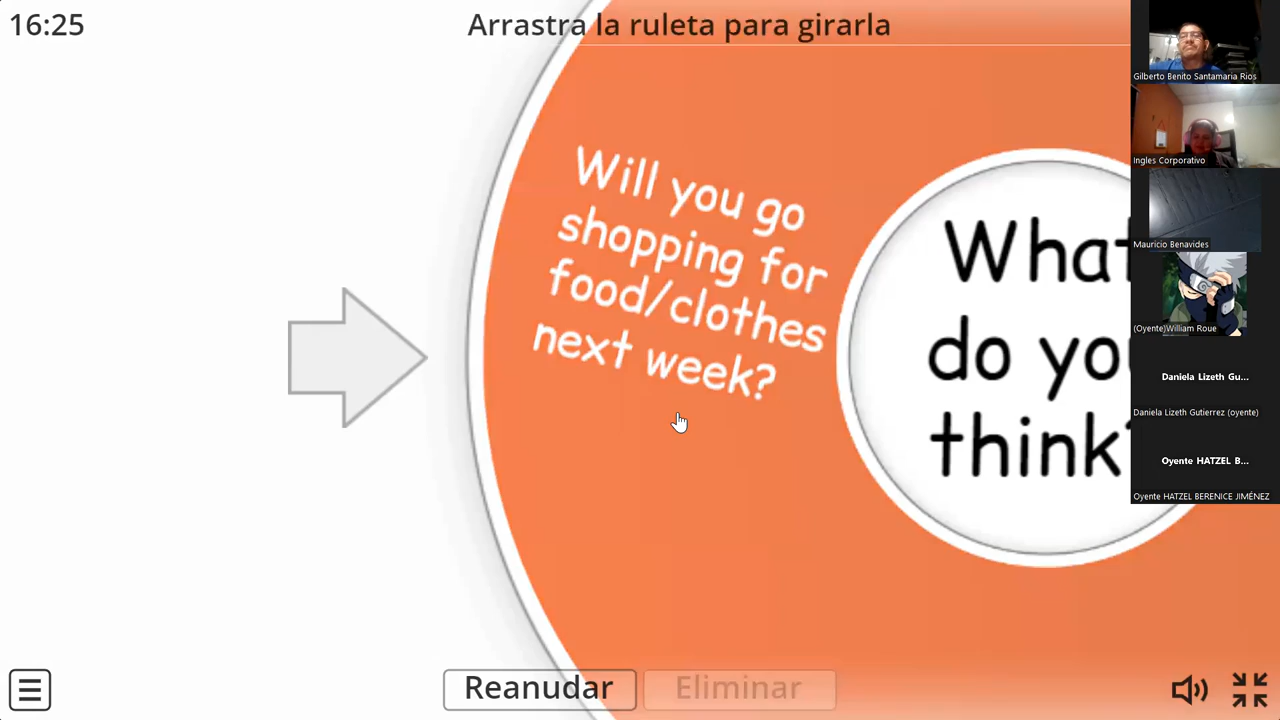 16:25
Arrastra la ruleta para girarla
Will you go
shopping for
food/clothes
next week?
What
do you
think?
Reanudar
Eliminar
Gilberto Benito Santamaria Rios
Ingles Corporativo
Mauricio Benavides
(Oyente)William Roue
Daniela Lizeth Gu...
Daniela Lizeth Gutierrez (oyente)
Oyente HATZEL B...
Oyente HATZEL BERENICE JIMÉNEZ